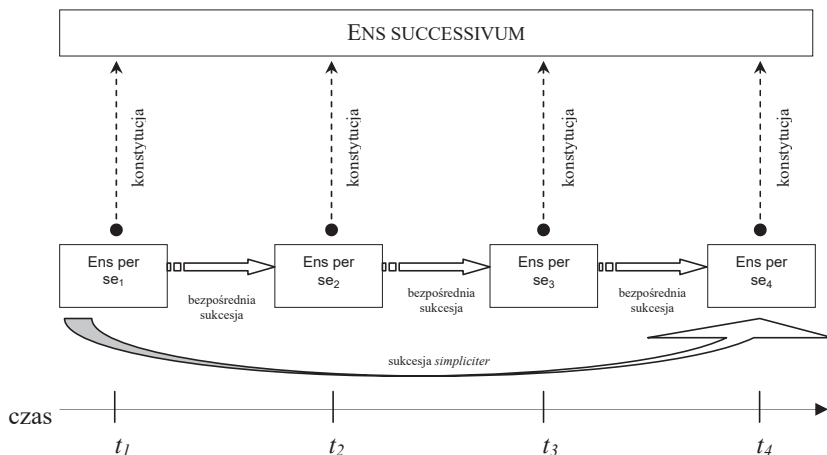 ENS SUCCESSIVUM
konstytucja
konstytucja
konstytucja
konstytucja
Ens per
se₁
Ens per
se₂
Ens per
se₃
Ens per
se₄
bezpośrednia
sukcesja
bezpośrednia
sukcesja
bezpośrednia
sukcesja
sukcesja simpliciter
czas
t₁
t₂
t₃
t₄